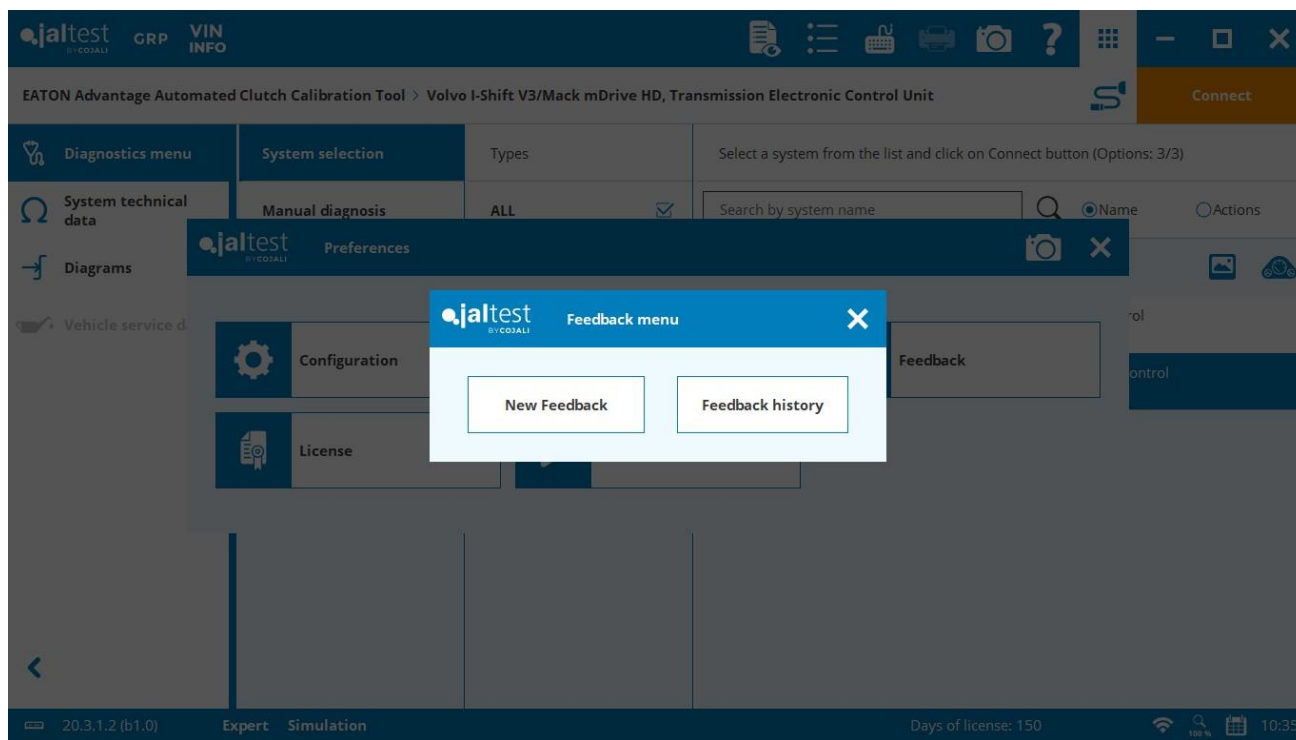 jaltest GRP VIN INFO
BY COJALI
EATON Advantage Automated Clutch Calibration Tool > Volvo I-Shift V3/Mack mDrive HD, Transmission Electronic Control Unit
Connect
Diagnostics menu
System selection
Types
Select a system from the list and click on Connect button (Options: 3/3)
System technical data
Manual diagnosis
ALL
Search by system name
Name
Actions
jaltest Preferences
BY COJALI
Diagrams
jaltest Feedback menu
BY COJALI
Vehicle service d
Configuration
Feedback
rol
ontrol
New Feedback
Feedback history
License
20.3.1.2 (b1.0)
Expert
Simulation
Days of license: 150
100 %
10:35